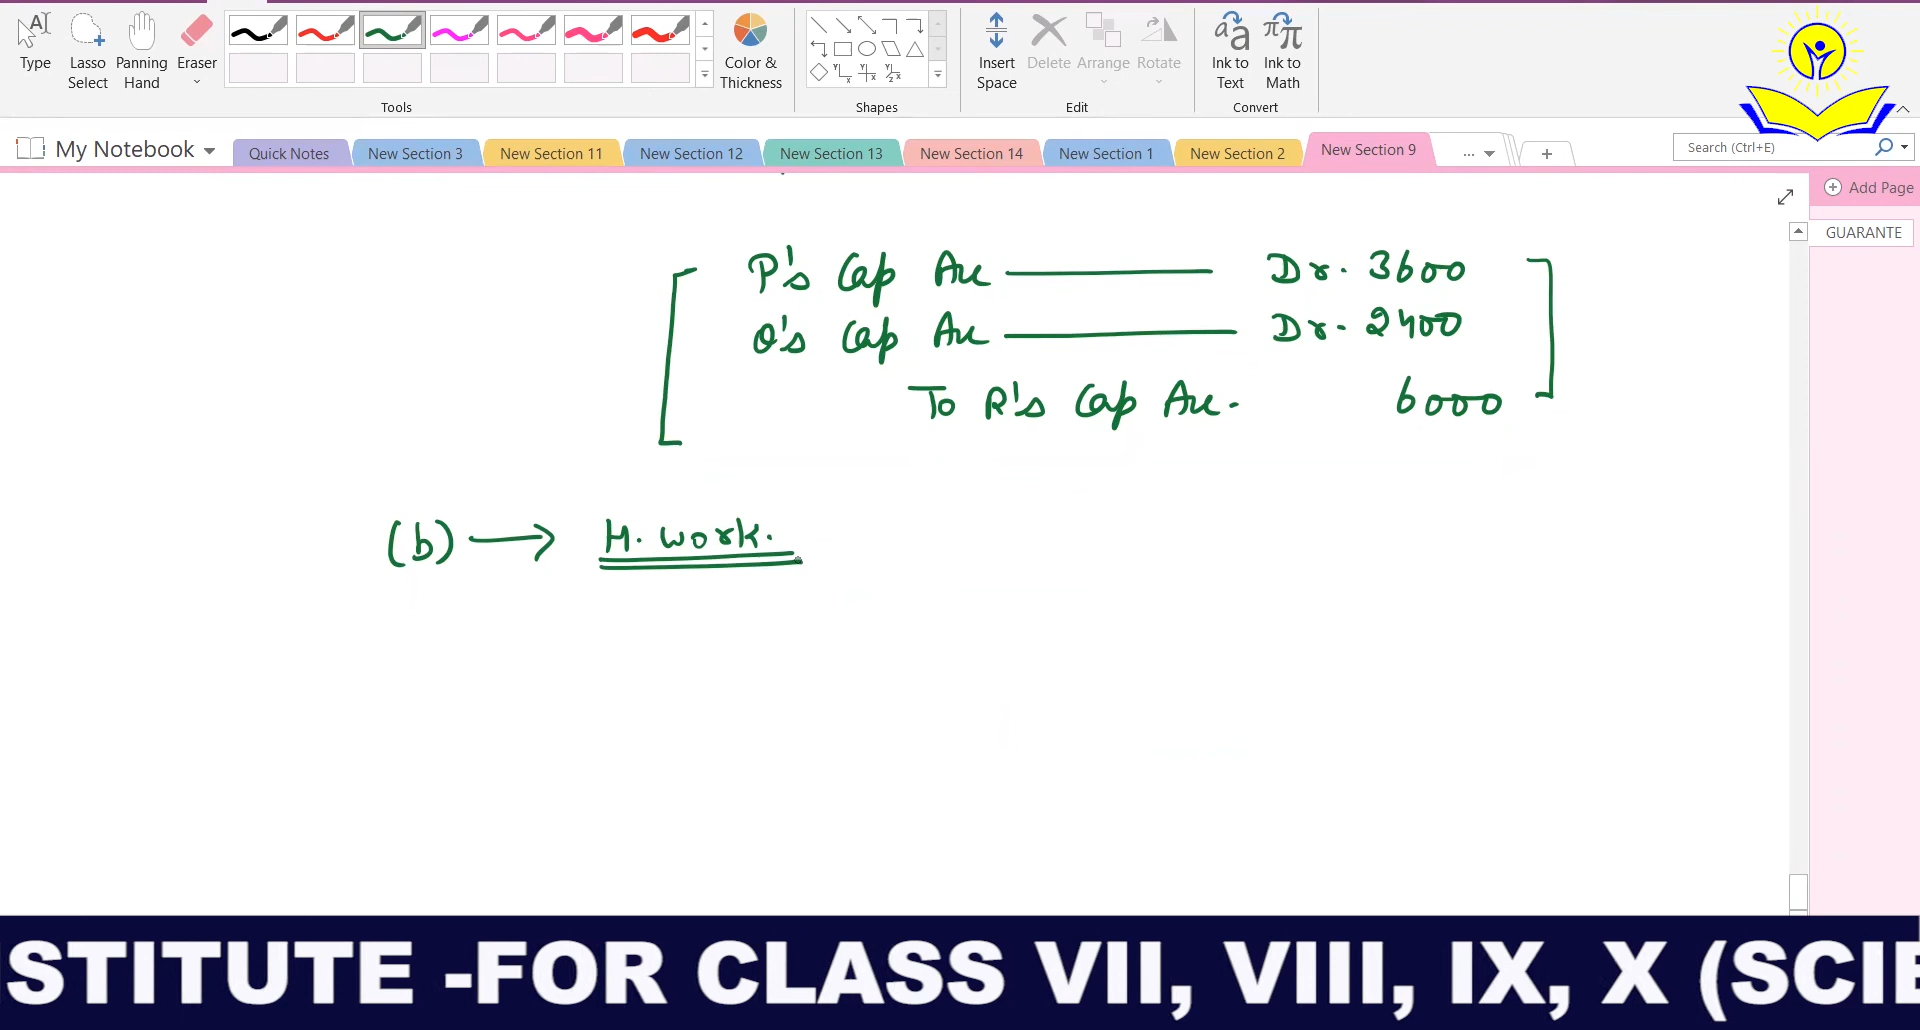 Type
Lasso Select
Panning Hand
Eraser
Color & Thickness
Insert Space
Delete
Arrange
Rotate
Ink to Text
Ink to Math
Tools
Shapes
Edit
Convert
My Notebook
Quick Notes
New Section 3
New Section 11
New Section 12
New Section 13
New Section 14
New Section 1
New Section 2
New Section 9
...
Search (Ctrl+E)
Add Page
GUARANTE
P's Cap A/c Dr. 3600
Q's Cap A/c Dr. 2400
To R's Cap A/c. 6000
(b) → H. Work.
STITUTE -FOR CLASS VII, VIII, IX, X (SCIE